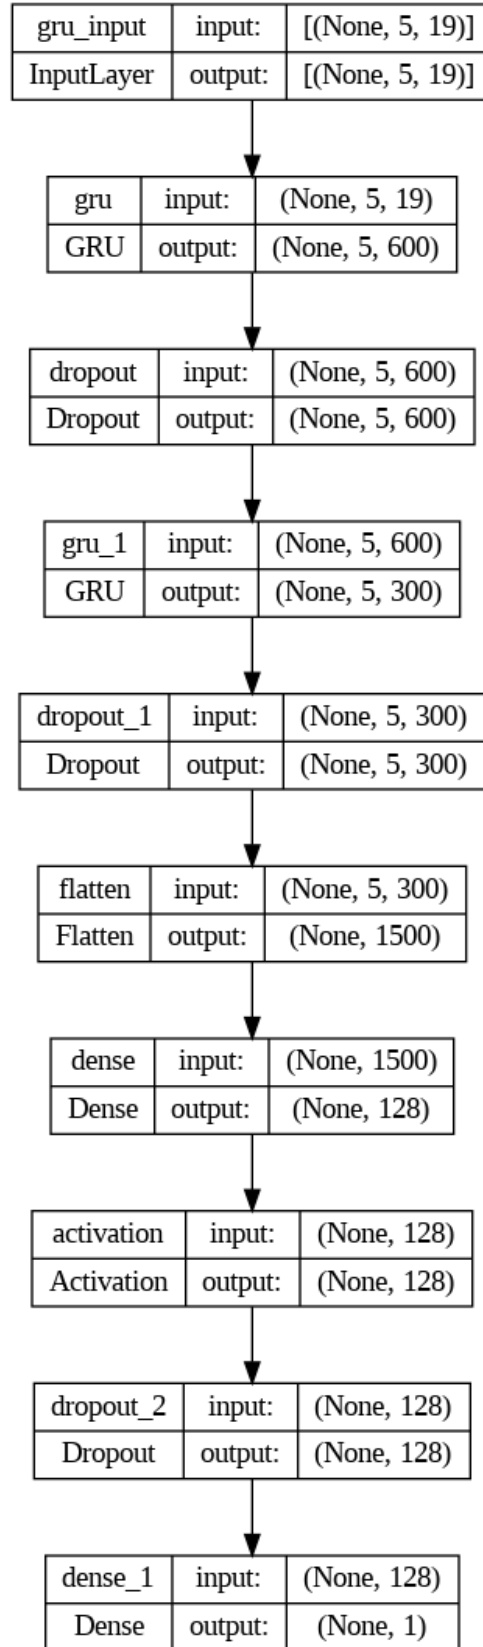 gru_input input: [(None, 5, 19)]
InputLayer output: [(None, 5, 19)]
gru input: (None, 5, 19)
GRU output: (None, 5, 600)
dropout input: (None, 5, 600)
Dropout output: (None, 5, 600)
gru_1 input: (None, 5, 600)
GRU output: (None, 5, 300)
dropout_1 input: (None, 5, 300)
Dropout output: (None, 5, 300)
flatten input: (None, 5, 300)
Flatten output: (None, 1500)
dense input: (None, 1500)
Dense output: (None, 128)
activation input: (None, 128)
Activation output: (None, 128)
dropout_2 input: (None, 128)
Dropout output: (None, 128)
dense_1 input: (None, 128)
Dense output: (None, 1)